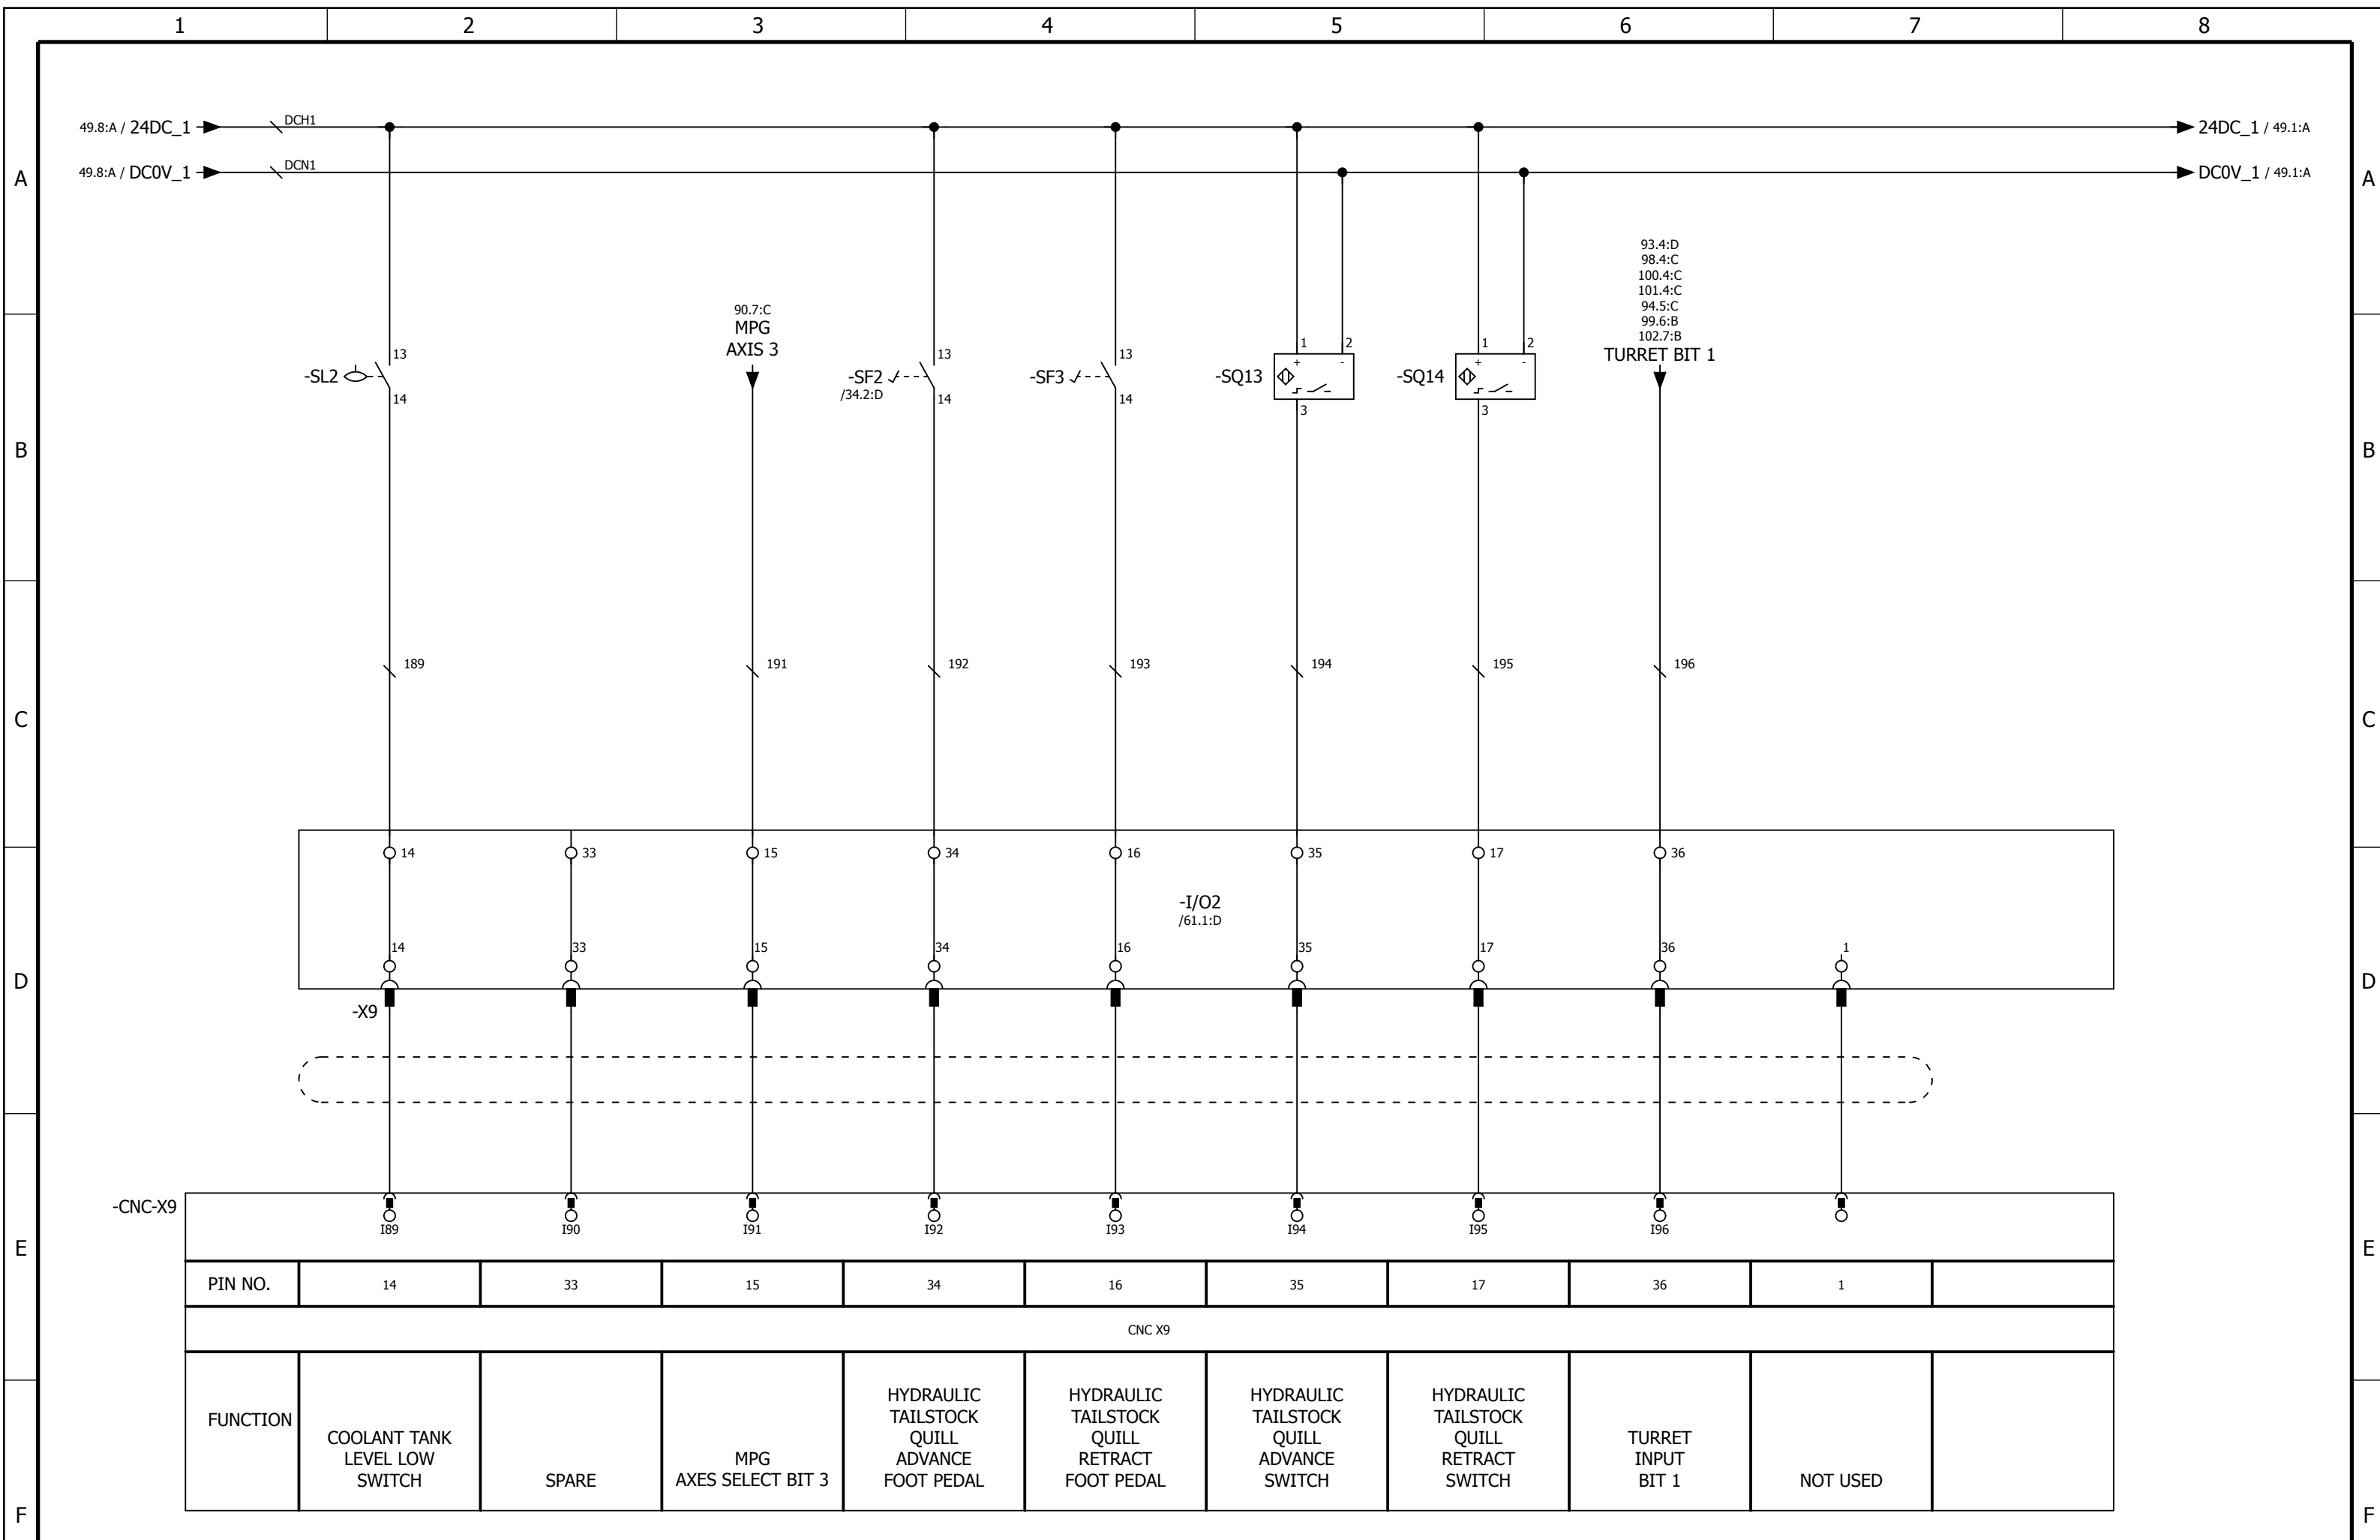 1 2 3 4 5 6 7 8
49.8:A / 24DC_1 DCH1 24DC_1 / 49.1:A
49.8:A / DC0V_1 DCN1 DC0V_1 / 49.1:A
A A
93.4:D
98.4:C
100.4:C
101.4:C
94.5:C
99.6:B
102.7:B
TURRET BIT 1
90.7:C
MPG
AXIS 3
13 13 13 1 2 1 2
+ - + -
-SL2 -SF2 -SF3 -SQ13 -SQ14
/34.2:D
14 14 14 3 3
B B
189 191 192 193 194 195 196
C C
14 33 15 34 16 35 17 36
-I/O2
/61.1:D
14 33 15 34 16 35 17 36 1
D D
-X9
-CNC-X9
I89 I90 I91 I92 I93 I94 I95 I96
E E
PIN NO. 14 33 15 34 16 35 17 36 1
CNC X9
FUNCTION
COOLANT TANK
LEVEL LOW
SWITCH
SPARE
MPG
AXES SELECT BIT 3
HYDRAULIC
TAILSTOCK
QUILL
ADVANCE
FOOT PEDAL
HYDRAULIC
TAILSTOCK
QUILL
RETRACT
FOOT PEDAL
HYDRAULIC
TAILSTOCK
QUILL
ADVANCE
SWITCH
HYDRAULIC
TAILSTOCK
QUILL
RETRACT
SWITCH
TURRET
INPUT
BIT 1
NOT USED
F F